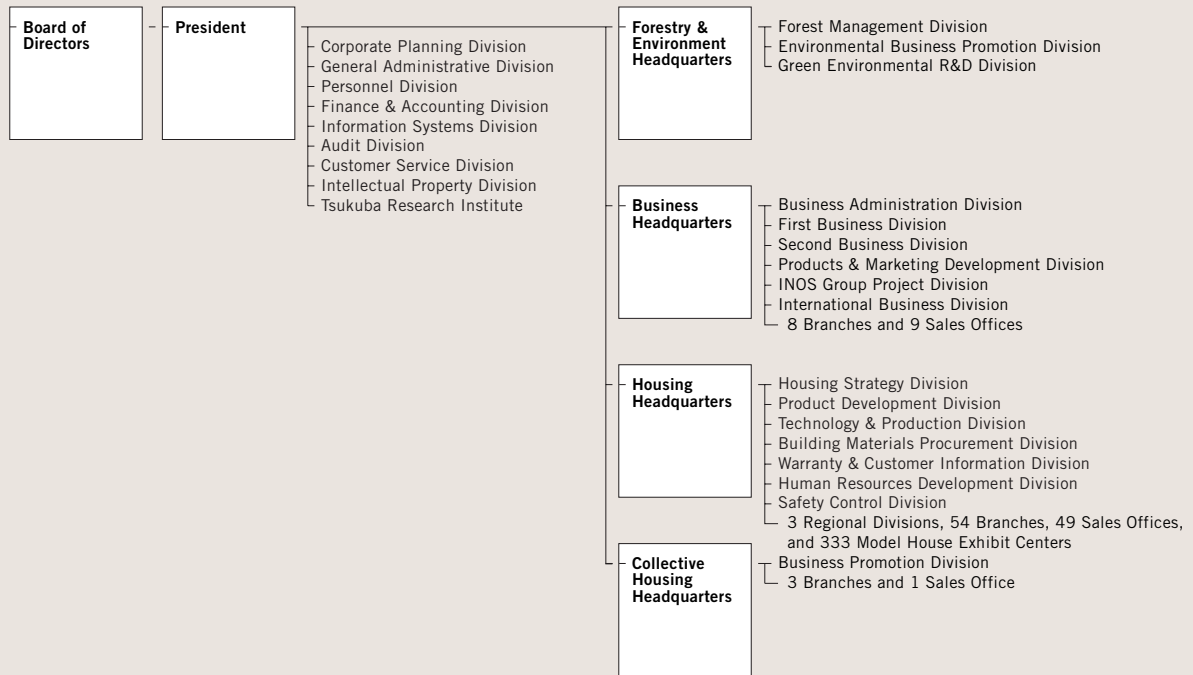 Board of
Directors
President
Corporate Planning Division
General Administrative Division
Personnel Division
Finance & Accounting Division
Information Systems Division
Audit Division
Customer Service Division
Intellectual Property Division
Tsukuba Research Institute
Forestry &
Environment
Headquarters
Forest Management Division
Environmental Business Promotion Division
Green Environmental R&D Division
Business
Headquarters
Business Administration Division
First Business Division
Second Business Division
Products & Marketing Development Division
INOS Group Project Division
International Business Division
8 Branches and 9 Sales Offices
Housing
Headquarters
Housing Strategy Division
Product Development Division
Technology & Production Division
Building Materials Procurement Division
Warranty & Customer Information Division
Human Resources Development Division
Safety Control Division
3 Regional Divisions, 54 Branches, 49 Sales Offices,
and 333 Model House Exhibit Centers
Collective
Housing
Headquarters
Business Promotion Division
3 Branches and 1 Sales Office